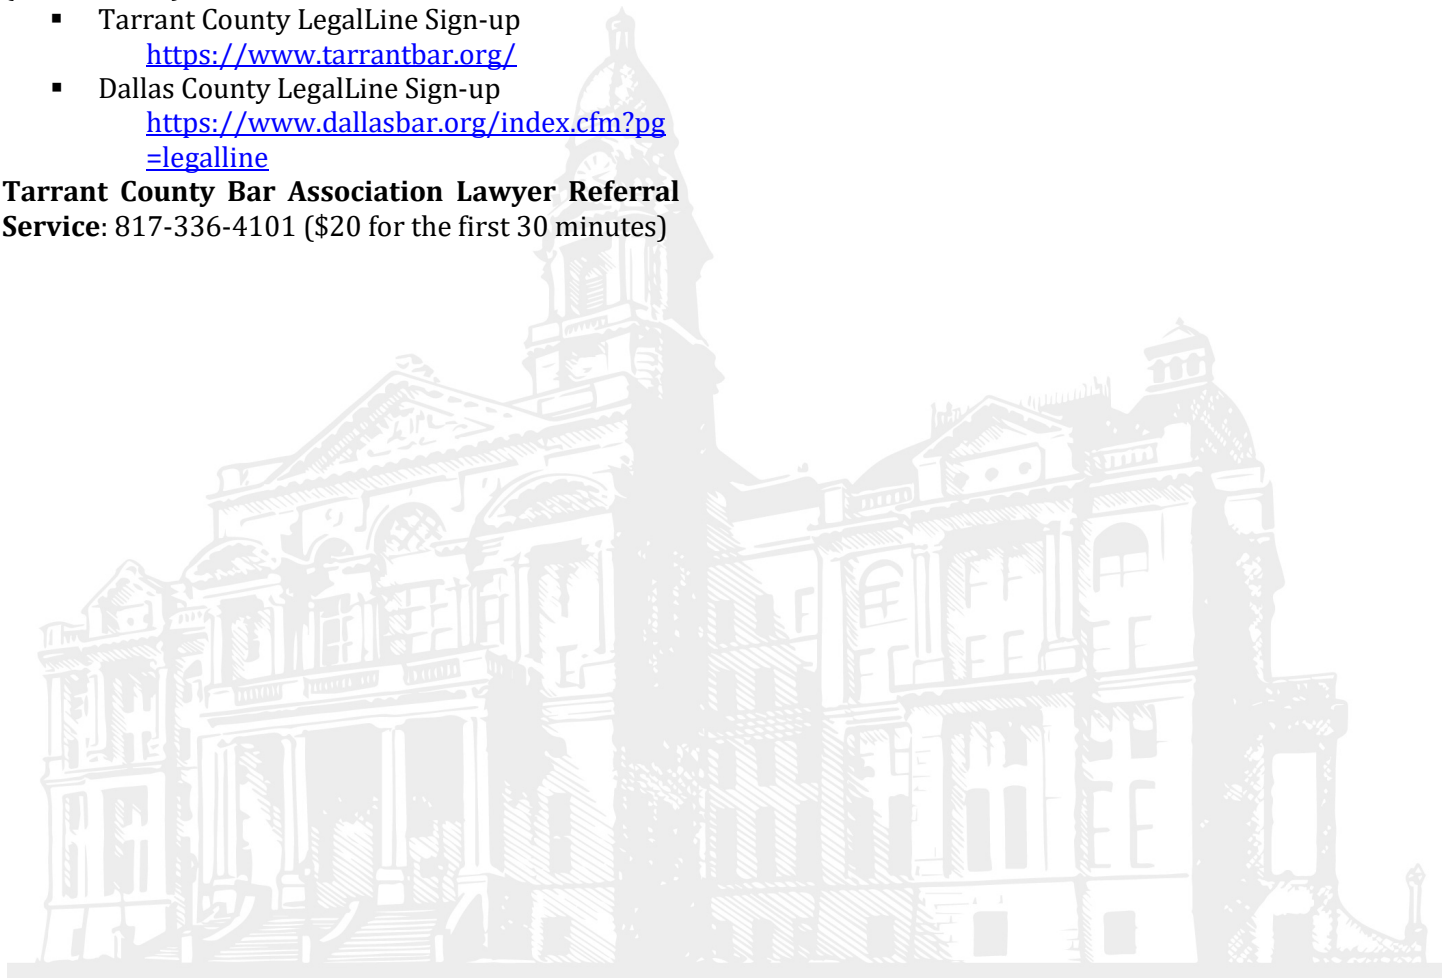 ▪ Tarrant County LegalLine Sign-up
https://www.tarrantbar.org/
▪ Dallas County LegalLine Sign-up
https://www.dallasbar.org/index.cfm?pg
=legalline
Tarrant County Bar Association Lawyer Referral
Service: 817-336-4101 ($20 for the first 30 minutes)